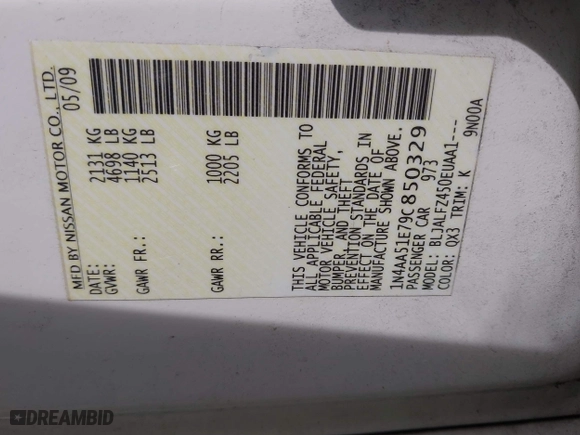 MFD BY NISSAN MOTOR CO., LTD.
DATE: 05/09
GVWR: 2131 KG
4698 LB
GAWR FR.: 1140 KG
2513 LB
GAWR RR.: 1000 KG
2205 LB
THIS VEHICLE CONFORMS TO
ALL APPLICABLE FEDERAL
MOTOR VEHICLE SAFETY,
BUMPER, AND THEFT
PREVENTION STANDARDS IN
EFFECT ON THE DATE OF
MANUFACTURE SHOWN ABOVE.
1N4AA51E79C850329
PASSENGER CAR 973
MODEL: BLJALFZ450EUAA1---
COLOR: QX3 TRIM: K 9N00A
DREAMBID